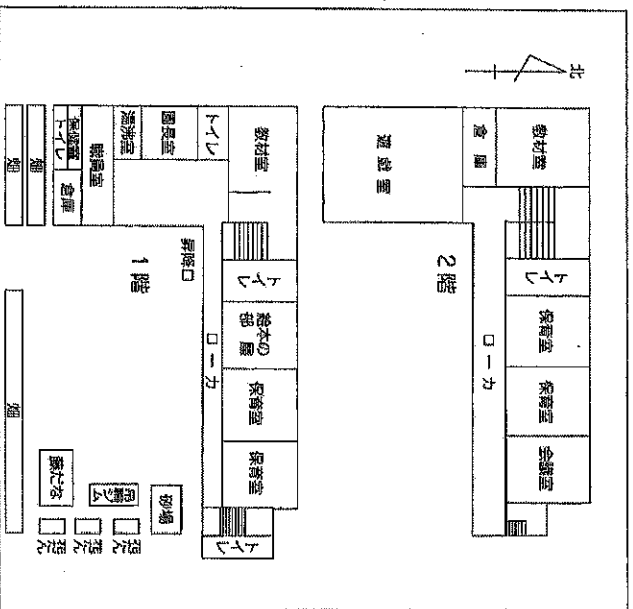 北
教材室
倉庫
遊戯室
トイレ
保育室
保育室
会議室
ローカ
2階
教材室
トイレ
園長室
湯沸室
職員室
保健室
トイレ
倉庫
昇降口
トイレ
絵本の
部屋
保育室
保育室
ローカ
トイレ
1階
畑
畑
畑
砂場
ジム
藤だな
花だん
花だん
花だん